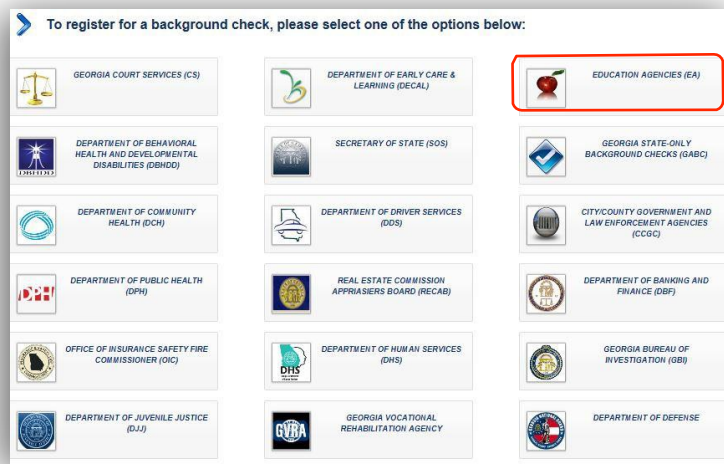 To register for a background check, please select one of the options below:
GEORGIA COURT SERVICES (CS)
DEPARTMENT OF EARLY CARE &
LEARNING (DECAL)
EDUCATION AGENCIES (EA)
DEPARTMENT OF BEHAVIORAL
HEALTH AND DEVELOPMENTAL
DISABILITIES (DBHDD)
DBHDD
SECRETARY OF STATE (SOS)
GEORGIA STATE-ONLY
BACKGROUND CHECKS (GABC)
DEPARTMENT OF COMMUNITY
HEALTH (DCH)
DEPARTMENT OF DRIVER SERVICES
(DDS)
CITY/COUNTY GOVERNMENT AND
LAW ENFORCEMENT AGENCIES
(CCGC)
DPH
DEPARTMENT OF PUBLIC HEALTH
(DPH)
REAL ESTATE COMMISSION
APPRIASIERS BOARD (RECAB)
DEPARTMENT OF BANKING AND
FINANCE (DBF)
OFFICE OF INSURANCE SAFETY FIRE
COMMISSIONER (OIC)
DHS
DEPARTMENT OF HUMAN SERVICES
(DHS)
GEORGIA BUREAU OF
INVESTIGATION (GBI)
DEPARTMENT OF JUVENILE JUSTICE
(DJJ)
GVRA
GEORGIA VOCATIONAL
REHABILITATION AGENCY
DEPARTMENT OF DEFENSE